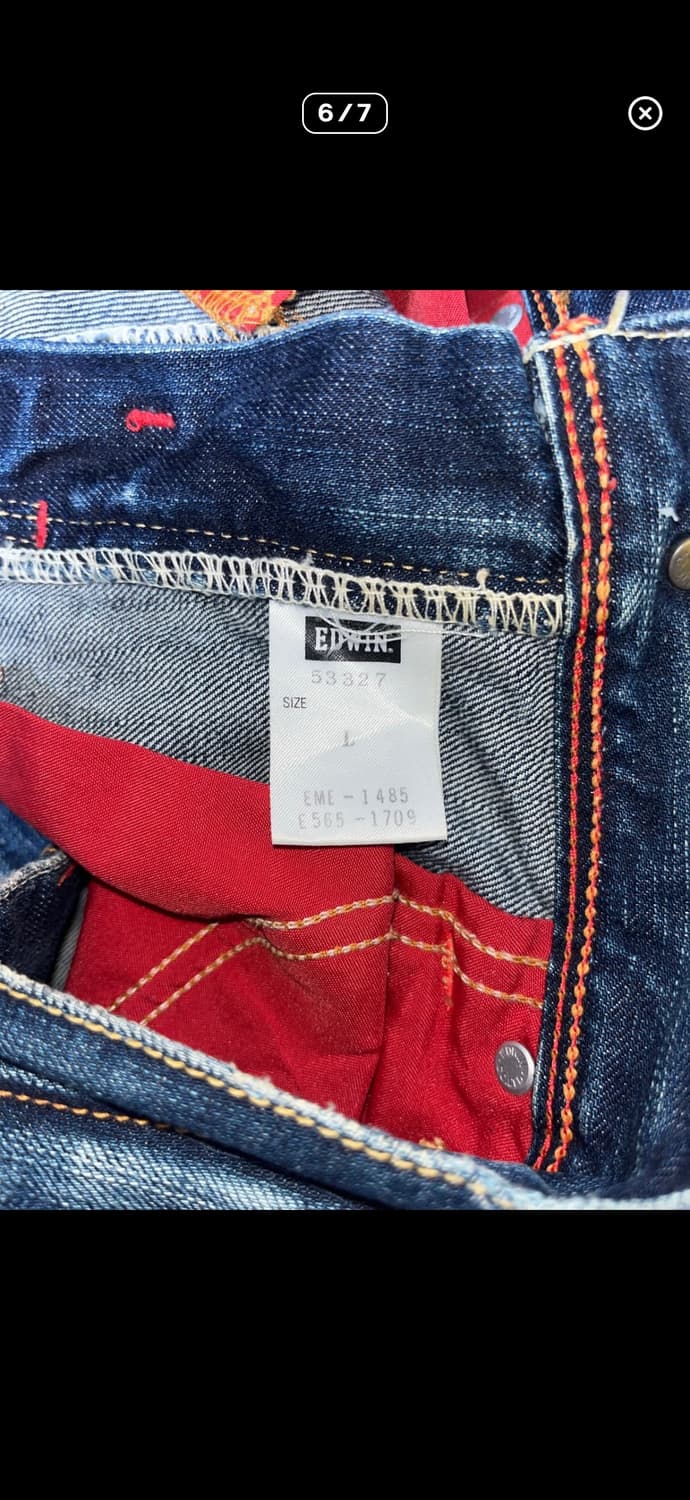 6/7
EDWIN.
53327
SIZE
L
EME-1485
E565-1709